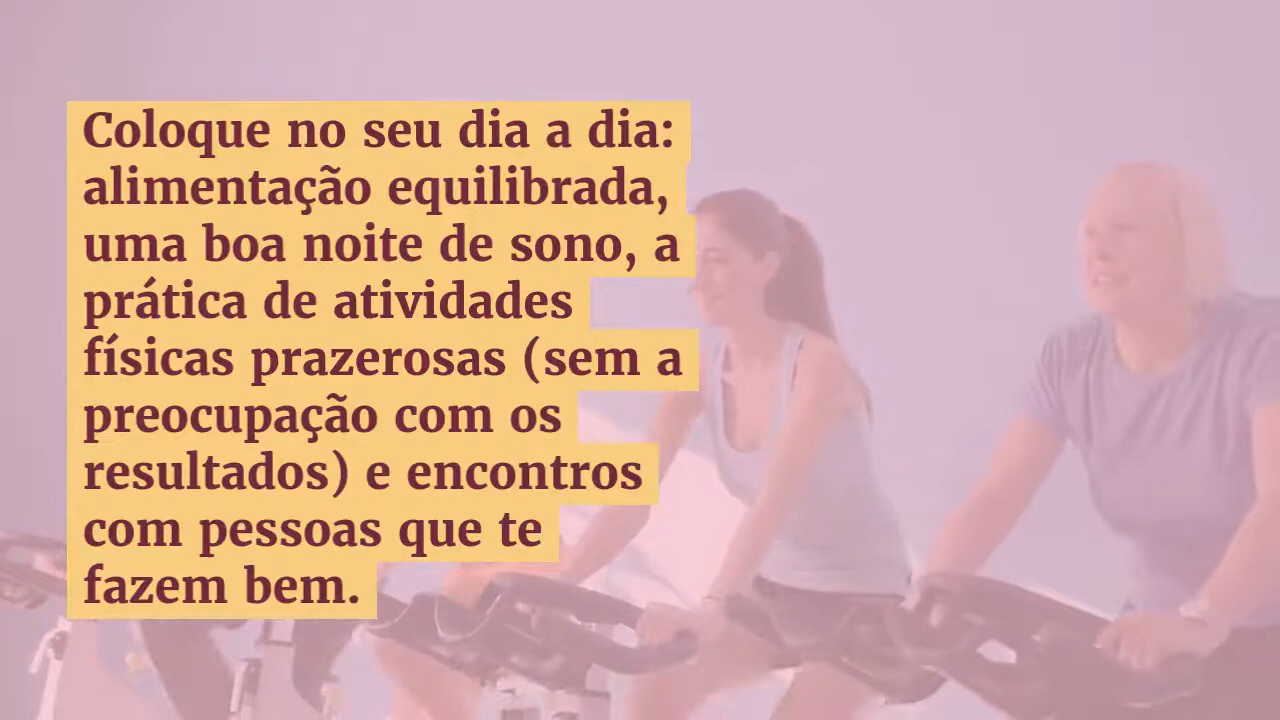 Coloque no seu dia a dia:
alimentação equilibrada,
uma boa noite de sono, a
prática de atividades
físicas prazerosas (sem a
preocupação com os
resultados) e encontros
com pessoas que te
fazem bem.